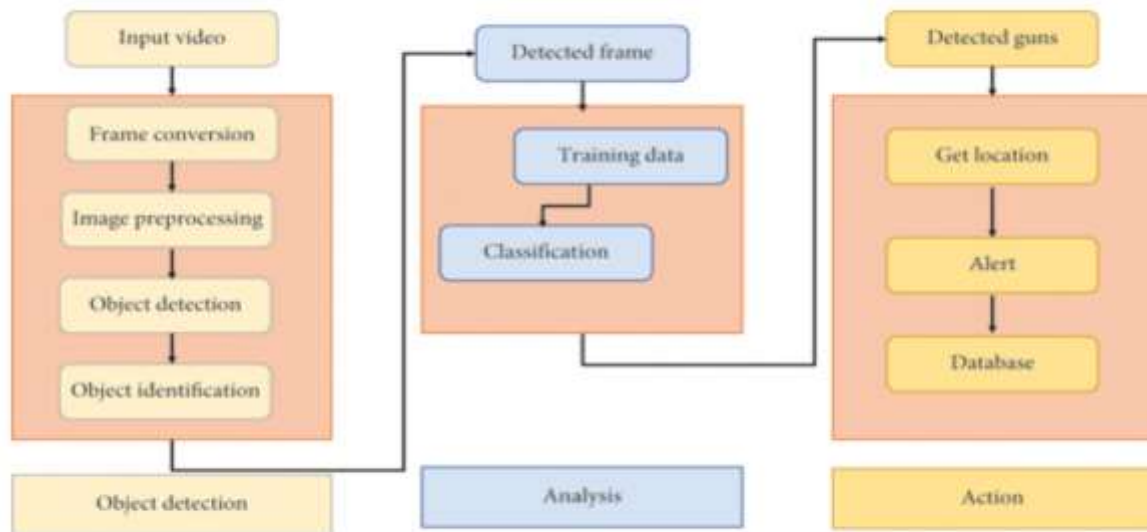 Input video
Frame conversion
Image preprocessing
Object detection
Object identification
Object detection
Detected frame
Training data
Classification
Analysis
Detected guns
Get location
Alert
Database
Action